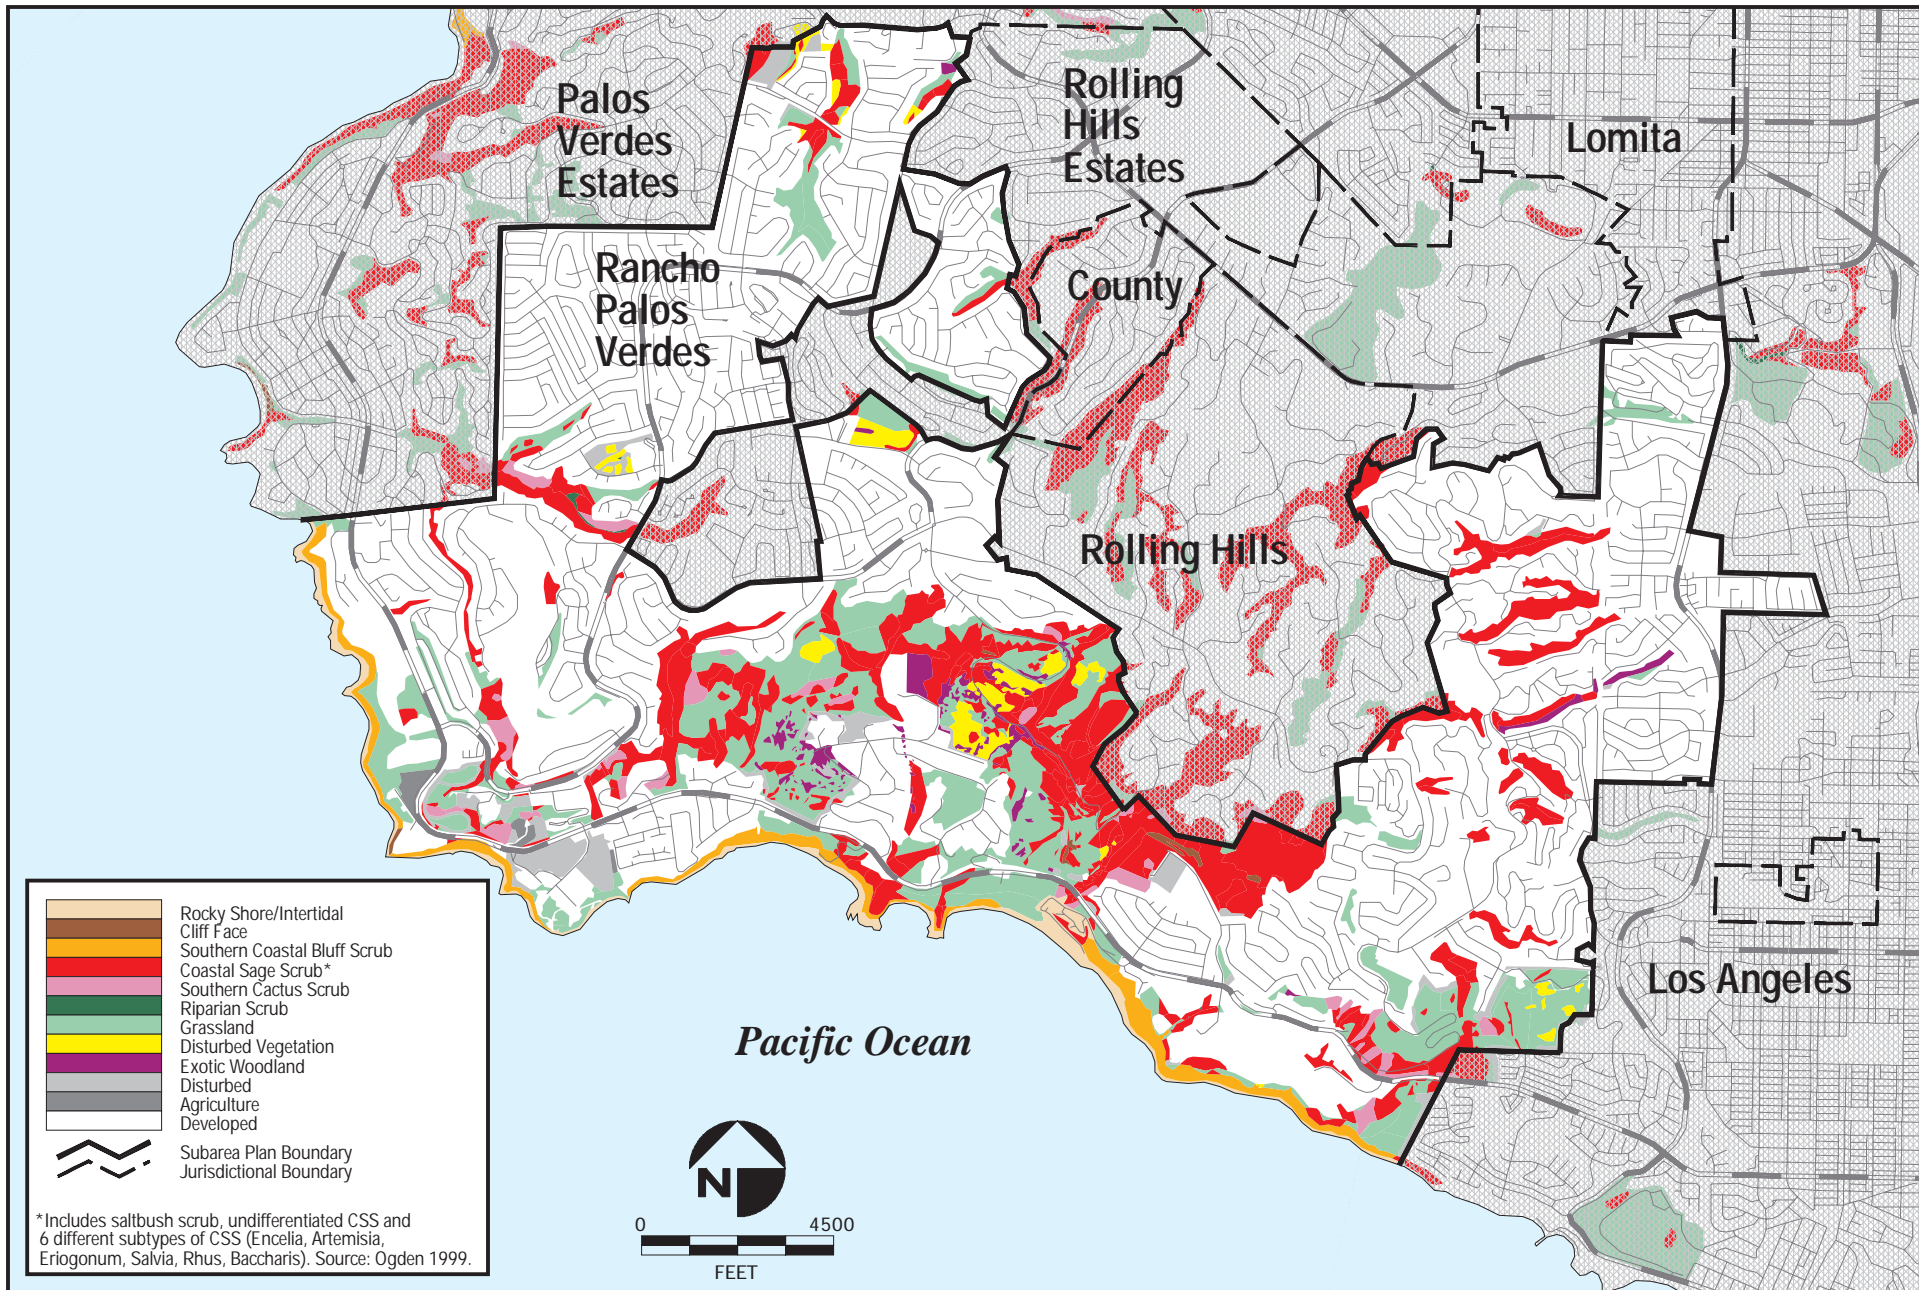 Palos
Verdes
Estates
Rolling
Hills
Estates
Lomita
Rancho
Palos
Verdes
County
Rolling Hills
Los Angeles
Pacific Ocean
Rocky Shore/Intertidal
Cliff Face
Southern Coastal Bluff Scrub
Coastal Sage Scrub*
Southern Cactus Scrub
Riparian Scrub
Grassland
Disturbed Vegetation
Exotic Woodland
Disturbed
Agriculture
Developed
Subarea Plan Boundary
Jurisdictional Boundary
*Includes saltbush scrub, undifferentiated CSS and
6 different subtypes of CSS (Encelia, Artemisia,
Eriogonum, Salvia, Rhus, Baccharis). Source: Ogden 1999.
N
0 4500
FEET